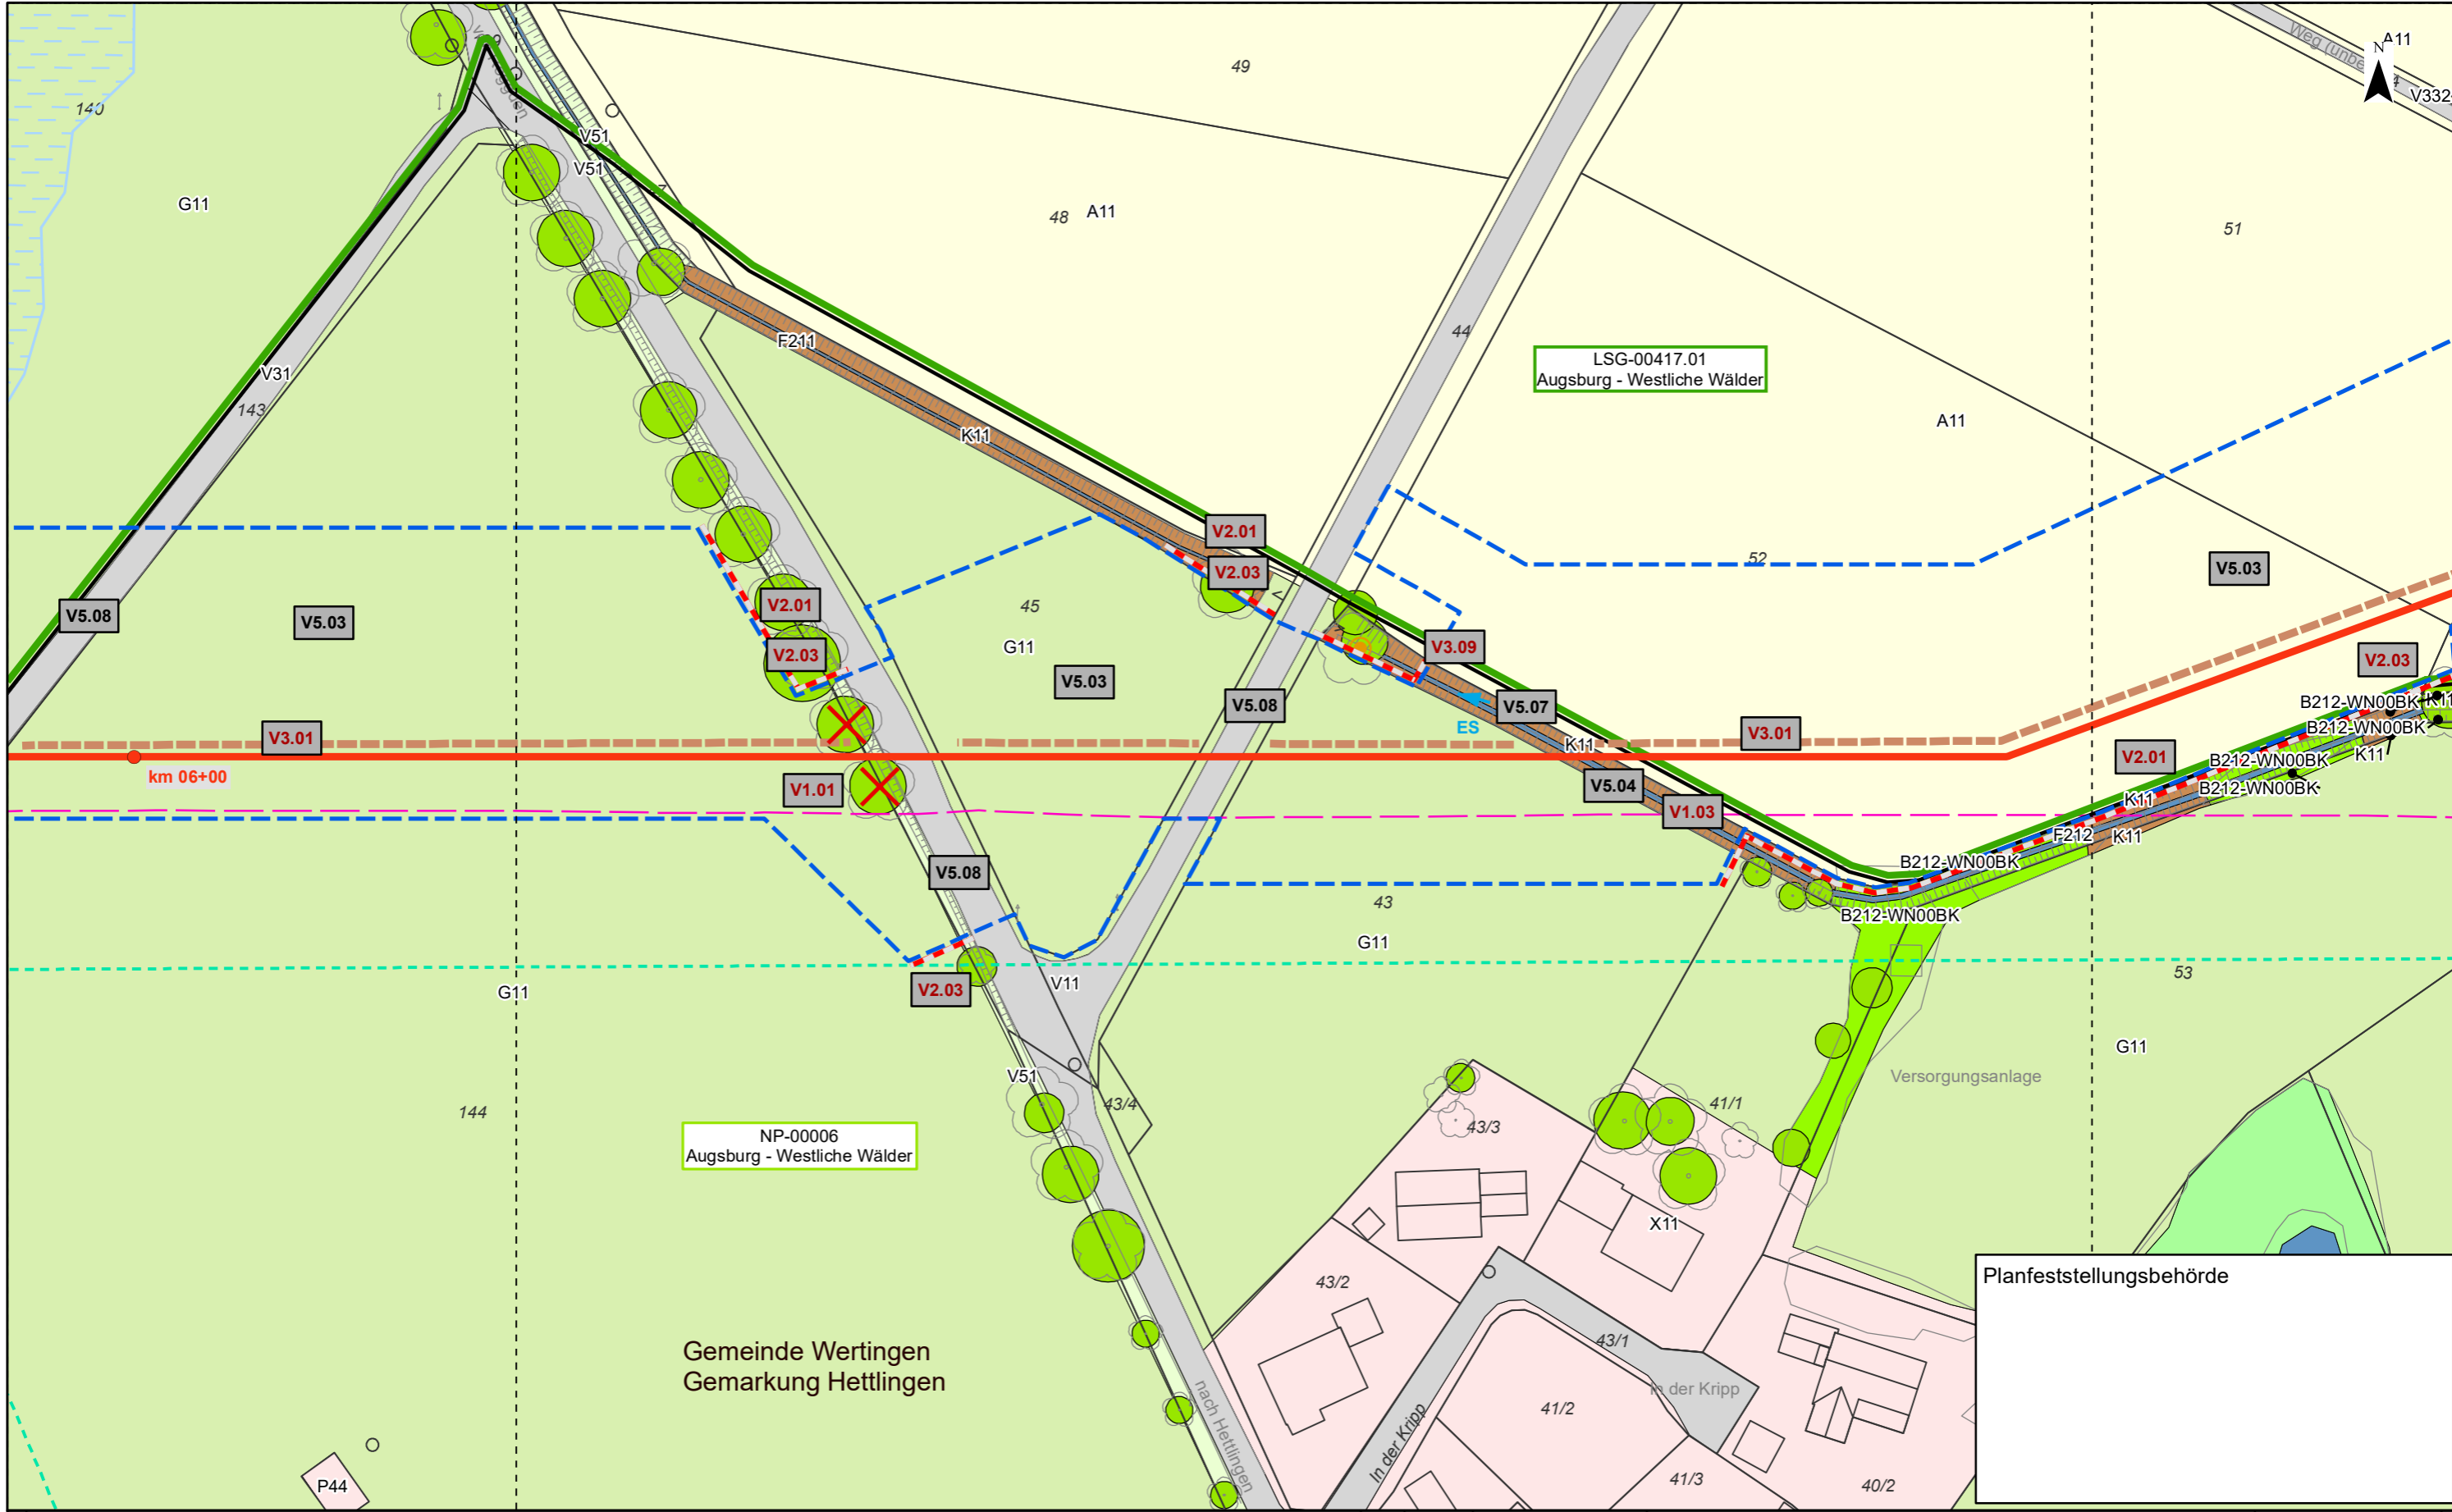 A11
N
Weg
49
V332-
140
V51
V51
G11
48
A11
51
44
F211
LSG-00417.01
Augsburg - Westliche Wälder
V31
143
K11
A11
V2.01
52
V5.03
V2.03
V2.01
45
V5.08
V5.03
G11
V3.09
V2.03
V2.03
V5.03
B212-WN00BK
K11
V5.08
V5.07
B212-WN00BK
ES
V3.01
V3.01
K11
V2.01
K11
B212-WN00BK
km 06+00
V1.01
V5.04
B212-WN00BK
V1.03
K11
F212
K11
B212-WN00BK
V5.08
43
B212-WN00BK
G11
53
V2.03
V11
G11
G11
V51
Versorgungsanlage
144
43/4
41/1
43/3
NP-00006
Augsburg - Westliche Wälder
X11
43/2
Planfeststellungsbehörde
43/1
Gemeinde Wertingen
Gemarkung Hettlingen
In der Kripp
nach Hettlingen
41/2
In der Kripp
P44
41/3
40/2